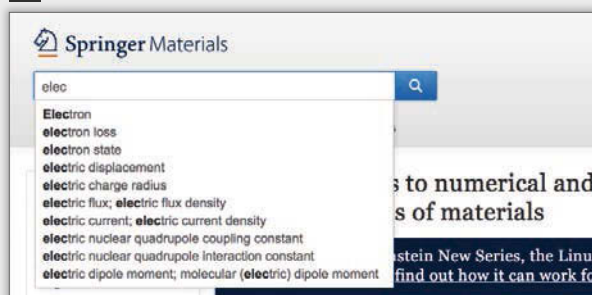 Springer Materials
elec
Electron
electron loss
electron state
electric displacement
electric charge radius
electric flux; electric flux density
electric current; electric current density
electric nuclear quadrupole coupling constant
electric nuclear quadrupole interaction constant
electric dipole moment; molecular (electric) dipole moment
s to numerical and
s of materials
stein New Series, the Linu
find out how it can work fo